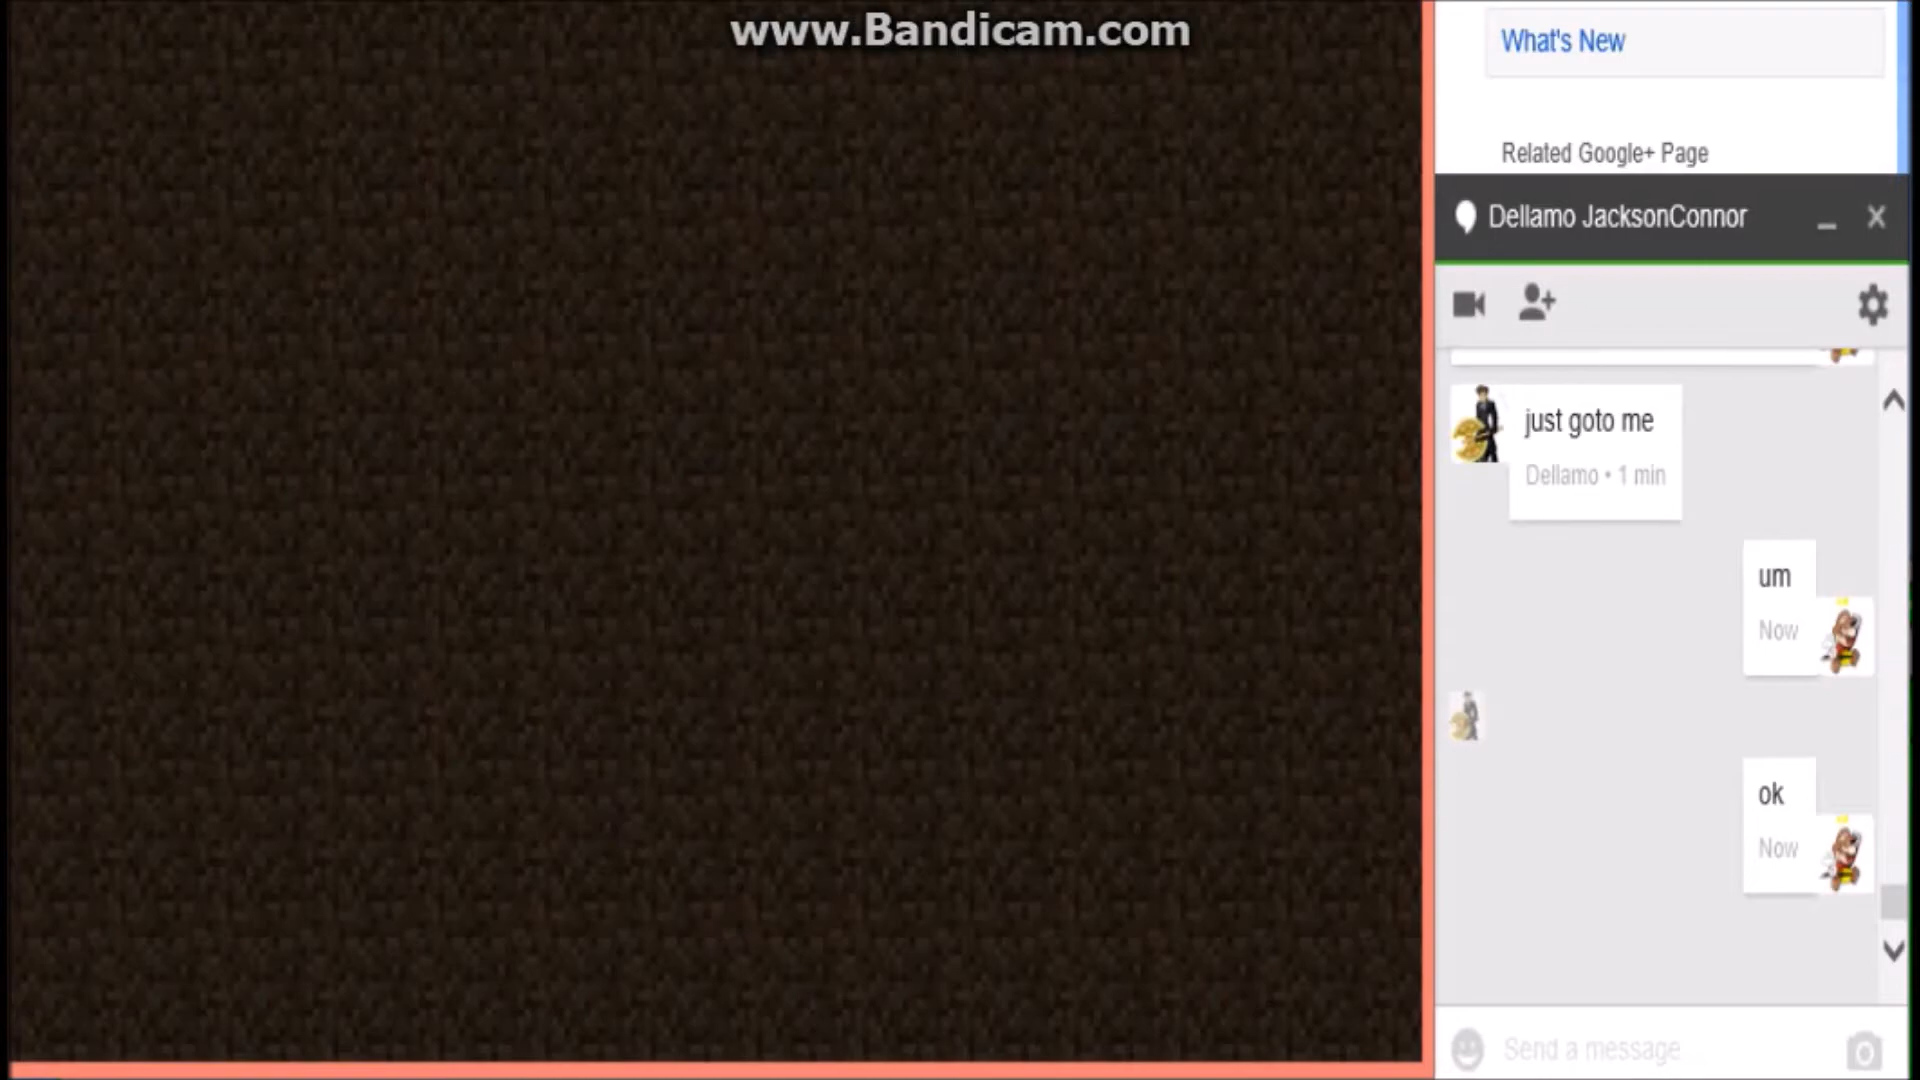 www.Bandicam.com
What's New
Related Google+ Page
Dellamo JacksonConnor
just goto me
Dellamo • 1 min
um
Now
ok
Now
Send a message